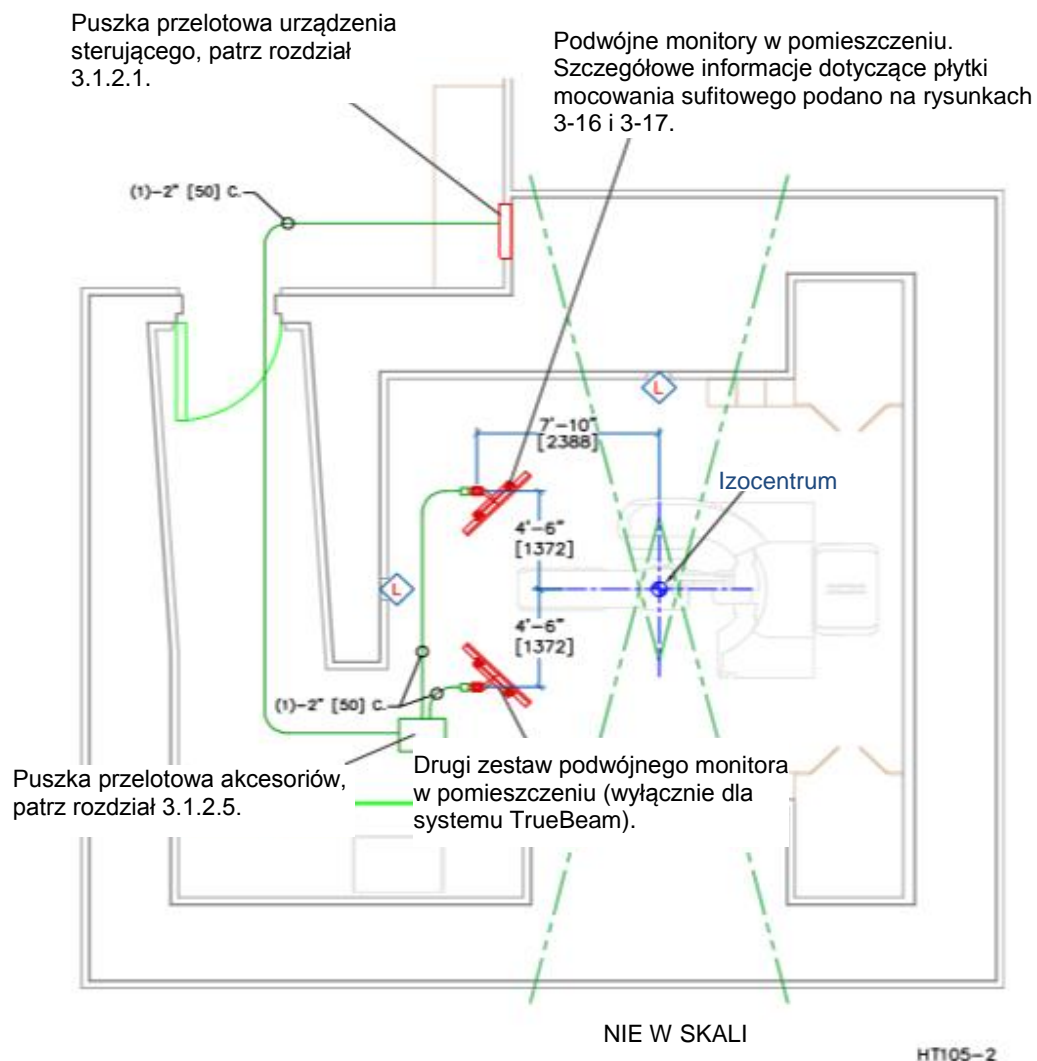 Puszka przelotowa urządzenia
sterującego, patrz rozdział
3.1.2.1.
Podwójne monitory w pomieszczeniu.
Szczegółowe informacje dotyczące płytki
mocowania sufitowego podano na rysunkach
3-16 i 3-17.
(1)-2" [50] C.
L
7'-10"
[2388]
Izocentrum
4'-6"
[1372]
L
4'-6"
[1372]
(1)-2" [50] C.
Puszka przelotowa akcesoriów,
patrz rozdział 3.1.2.5.
Drugi zestaw podwójnego monitora
w pomieszczeniu (wyłącznie dla
systemu TrueBeam).
NIE W SKALI
HT105-2